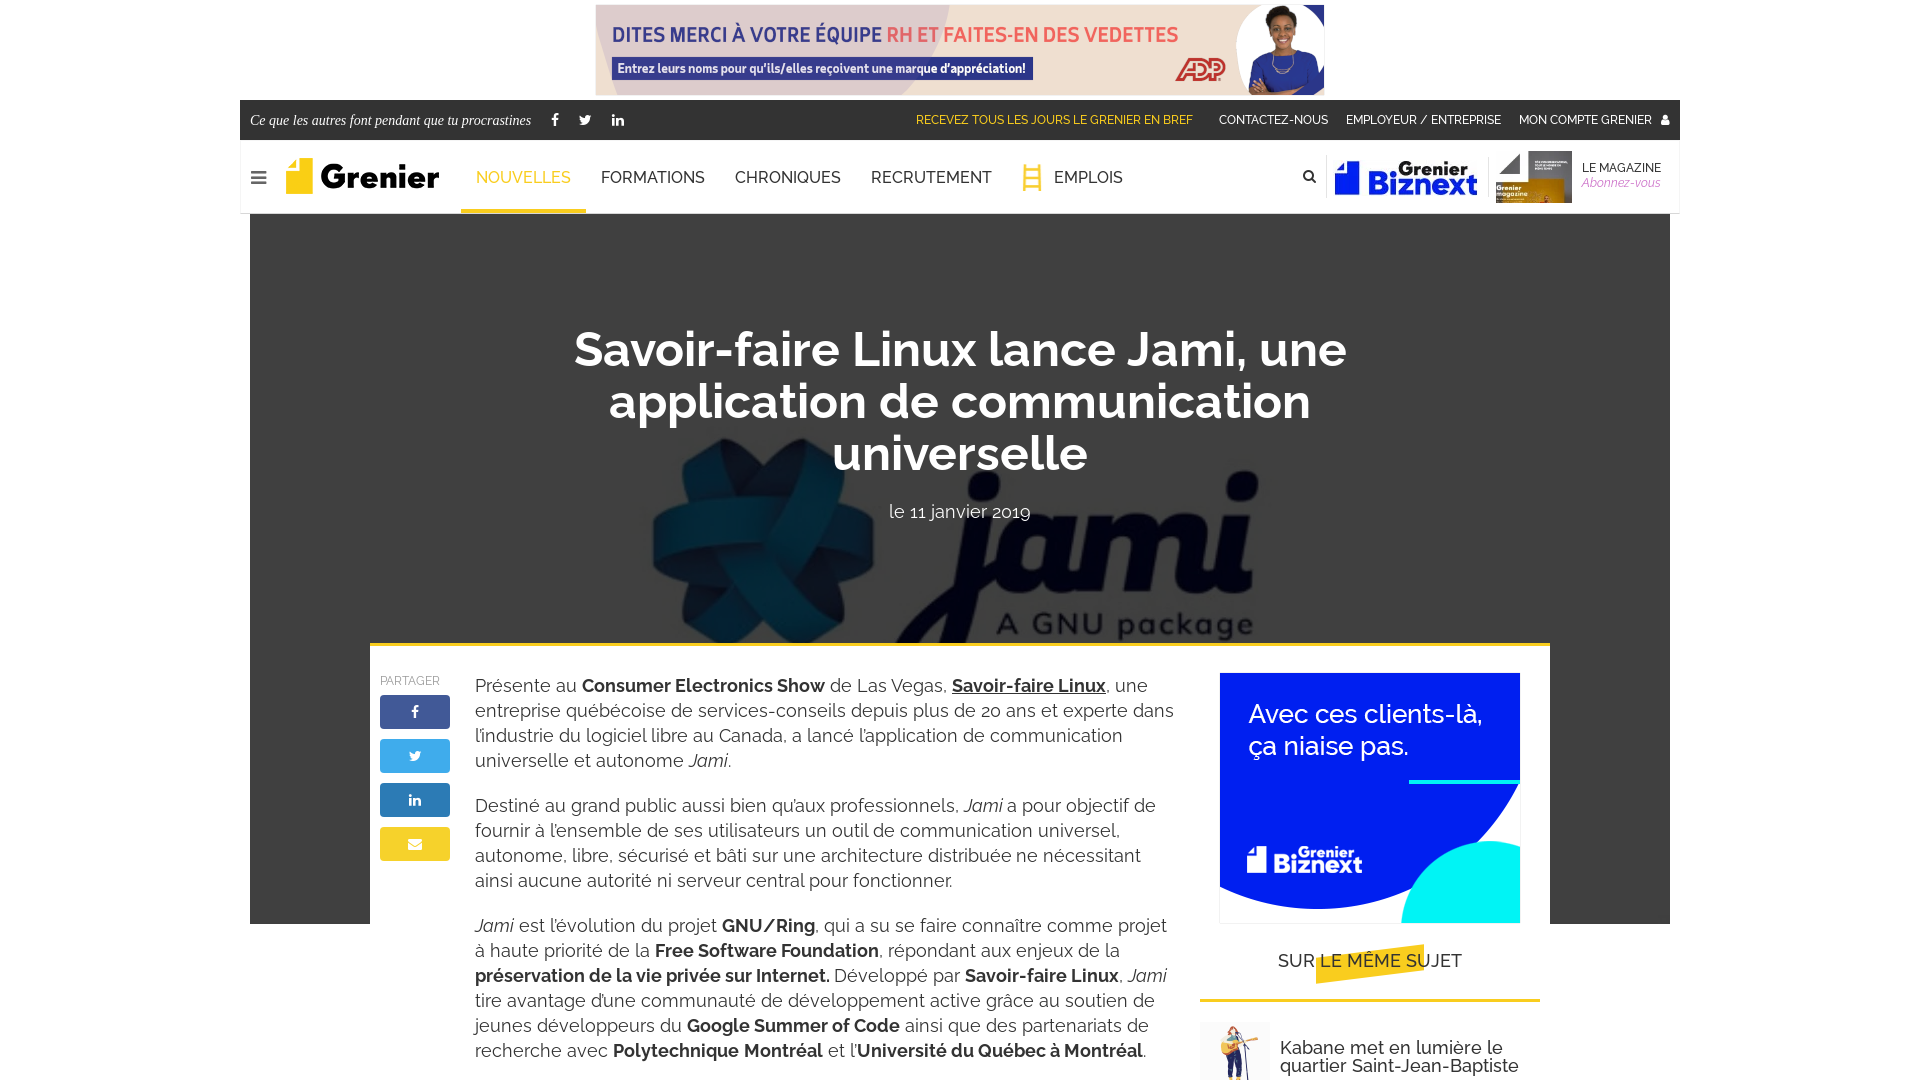 DITES MERCI À VOTRE ÉQUIPE RH ET FAITES-EN DES VEDETTES
Entrez leurs noms pour qu'ils/elles reçoivent une marque d'appréciation!
ADP
Ce que les autres font pendant que tu procrastines
RECEVEZ TOUS LES JOURS LE GRENIER EN BREF
CONTACTEZ-NOUS
EMPLOYEUR / ENTREPRISE
MON COMPTE GRENIER
Grenier
NOUVELLES
FORMATIONS
CHRONIQUES
RECRUTEMENT
EMPLOIS
Grenier
Biznext
Grenier
magazine
LE MAGAZINE
Abonnez-vous
Savoir-faire Linux lance Jami, une
application de communication
universelle
le 11 janvier 2019
jami
A GNU package
PARTAGER
Présente au Consumer Electronics Show de Las Vegas, Savoir-faire Linux, une
entreprise québécoise de services-conseils depuis plus de 20 ans et experte dans
l’industrie du logiciel libre au Canada, a lancé l’application de communication
universelle et autonome Jami.
Destiné au grand public aussi bien qu’aux professionnels, Jami a pour objectif de
fournir à l’ensemble de ses utilisateurs un outil de communication universel,
autonome, libre, sécurisé et bâti sur une architecture distribuée ne nécessitant
ainsi aucune autorité ni serveur central pour fonctionner.
Jami est l’évolution du projet GNU/Ring, qui a su se faire connaître comme projet
à haute priorité de la Free Software Foundation, répondant aux enjeux de la
préservation de la vie privée sur Internet. Développé par Savoir-faire Linux, Jami
tire avantage d’une communauté de développement active grâce au soutien de
jeunes développeurs du Google Summer of Code ainsi que des partenariats de
recherche avec Polytechnique Montréal et l’Université du Québec à Montréal.
Avec ces clients-là,
ça niaise pas.
Grenier
Biznext
SUR LE MÊME SUJET
Kabane met en lumière le
quartier Saint-Jean-Baptiste